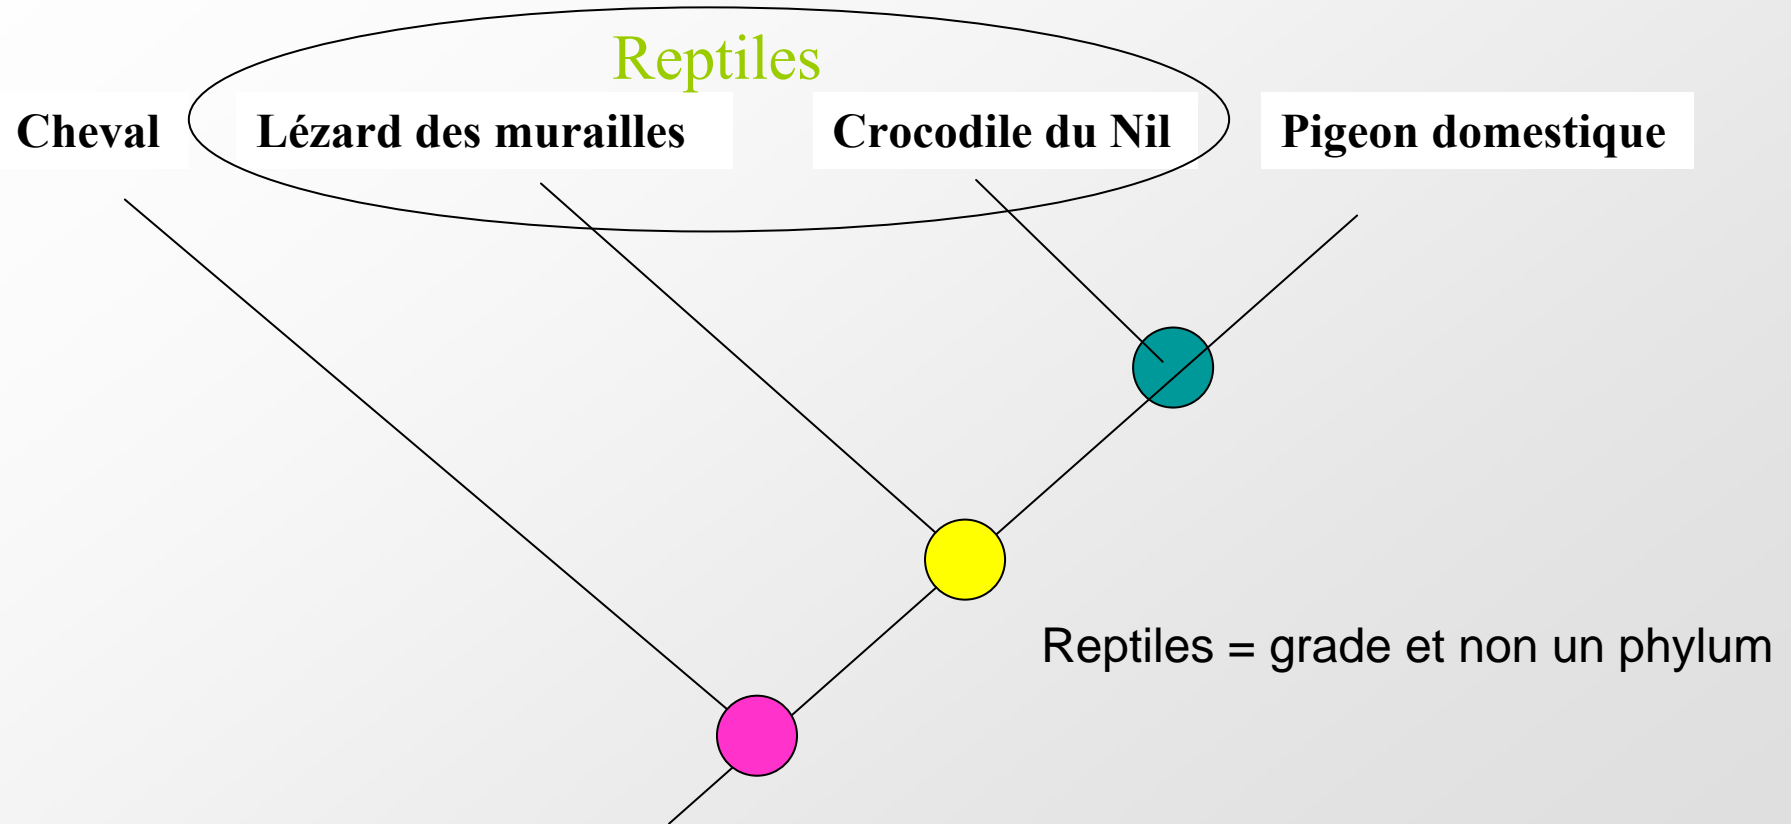 Reptiles
Cheval Lézard des murailles Crocodile du Nil Pigeon domestique
Reptiles = grade et non un phylum